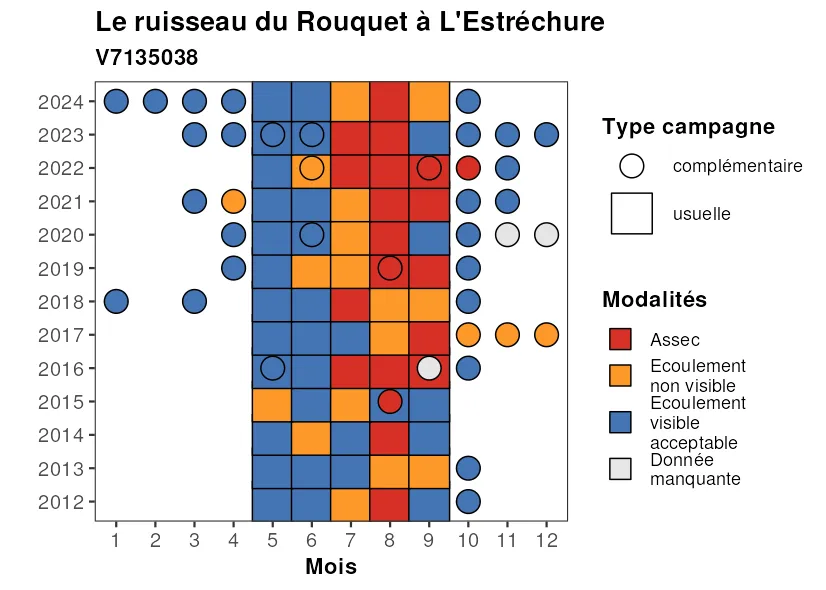 Le ruisseau du Rouquet à L'Estréchure
V7135038
2024
2023
2022
2021
2020
2019
2018
2017
2016
2015
2014
2013
2012
1 2 3 4 5 6 7 8 9 10 11 12
Mois
Type campagne
complémentaire
usuelle
Modalités
Assec
Ecoulement
non visible
Ecoulement
visible
acceptable
Donnée
manquante